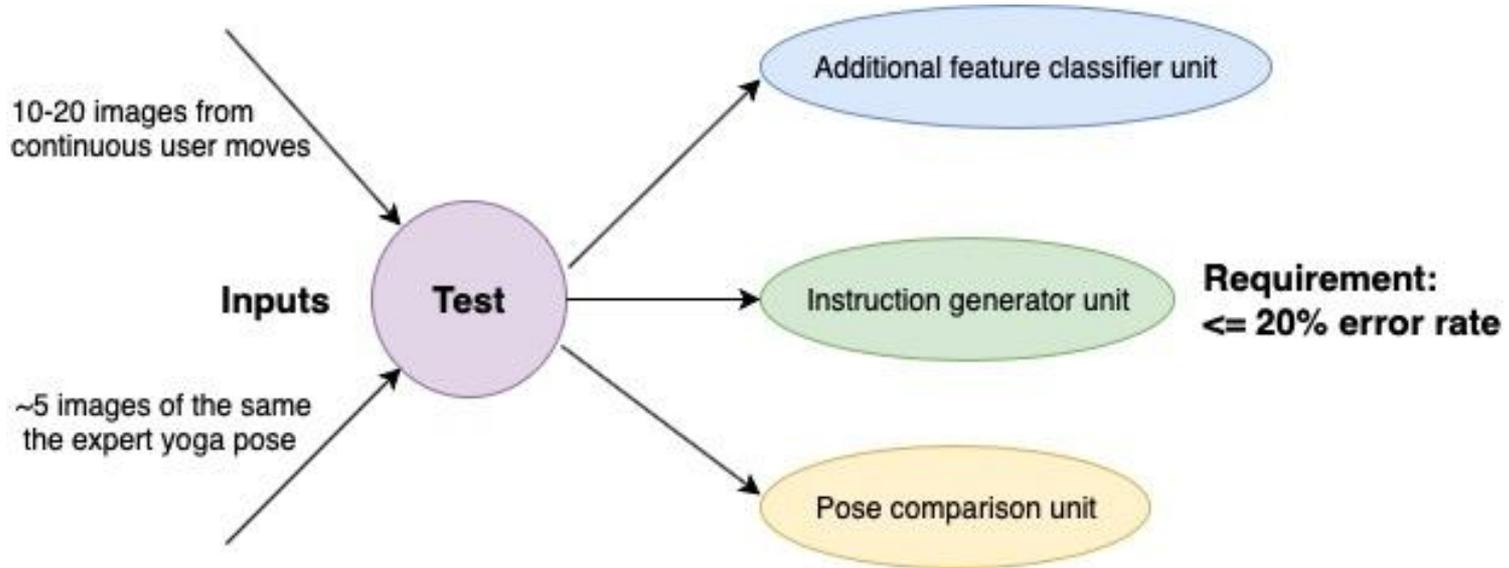 10-20 images from
continuous user moves
Inputs
Test
~5 images of the same
the expert yoga pose
Additional feature classifier unit
Instruction generator unit
Requirement:
<= 20% error rate
Pose comparison unit